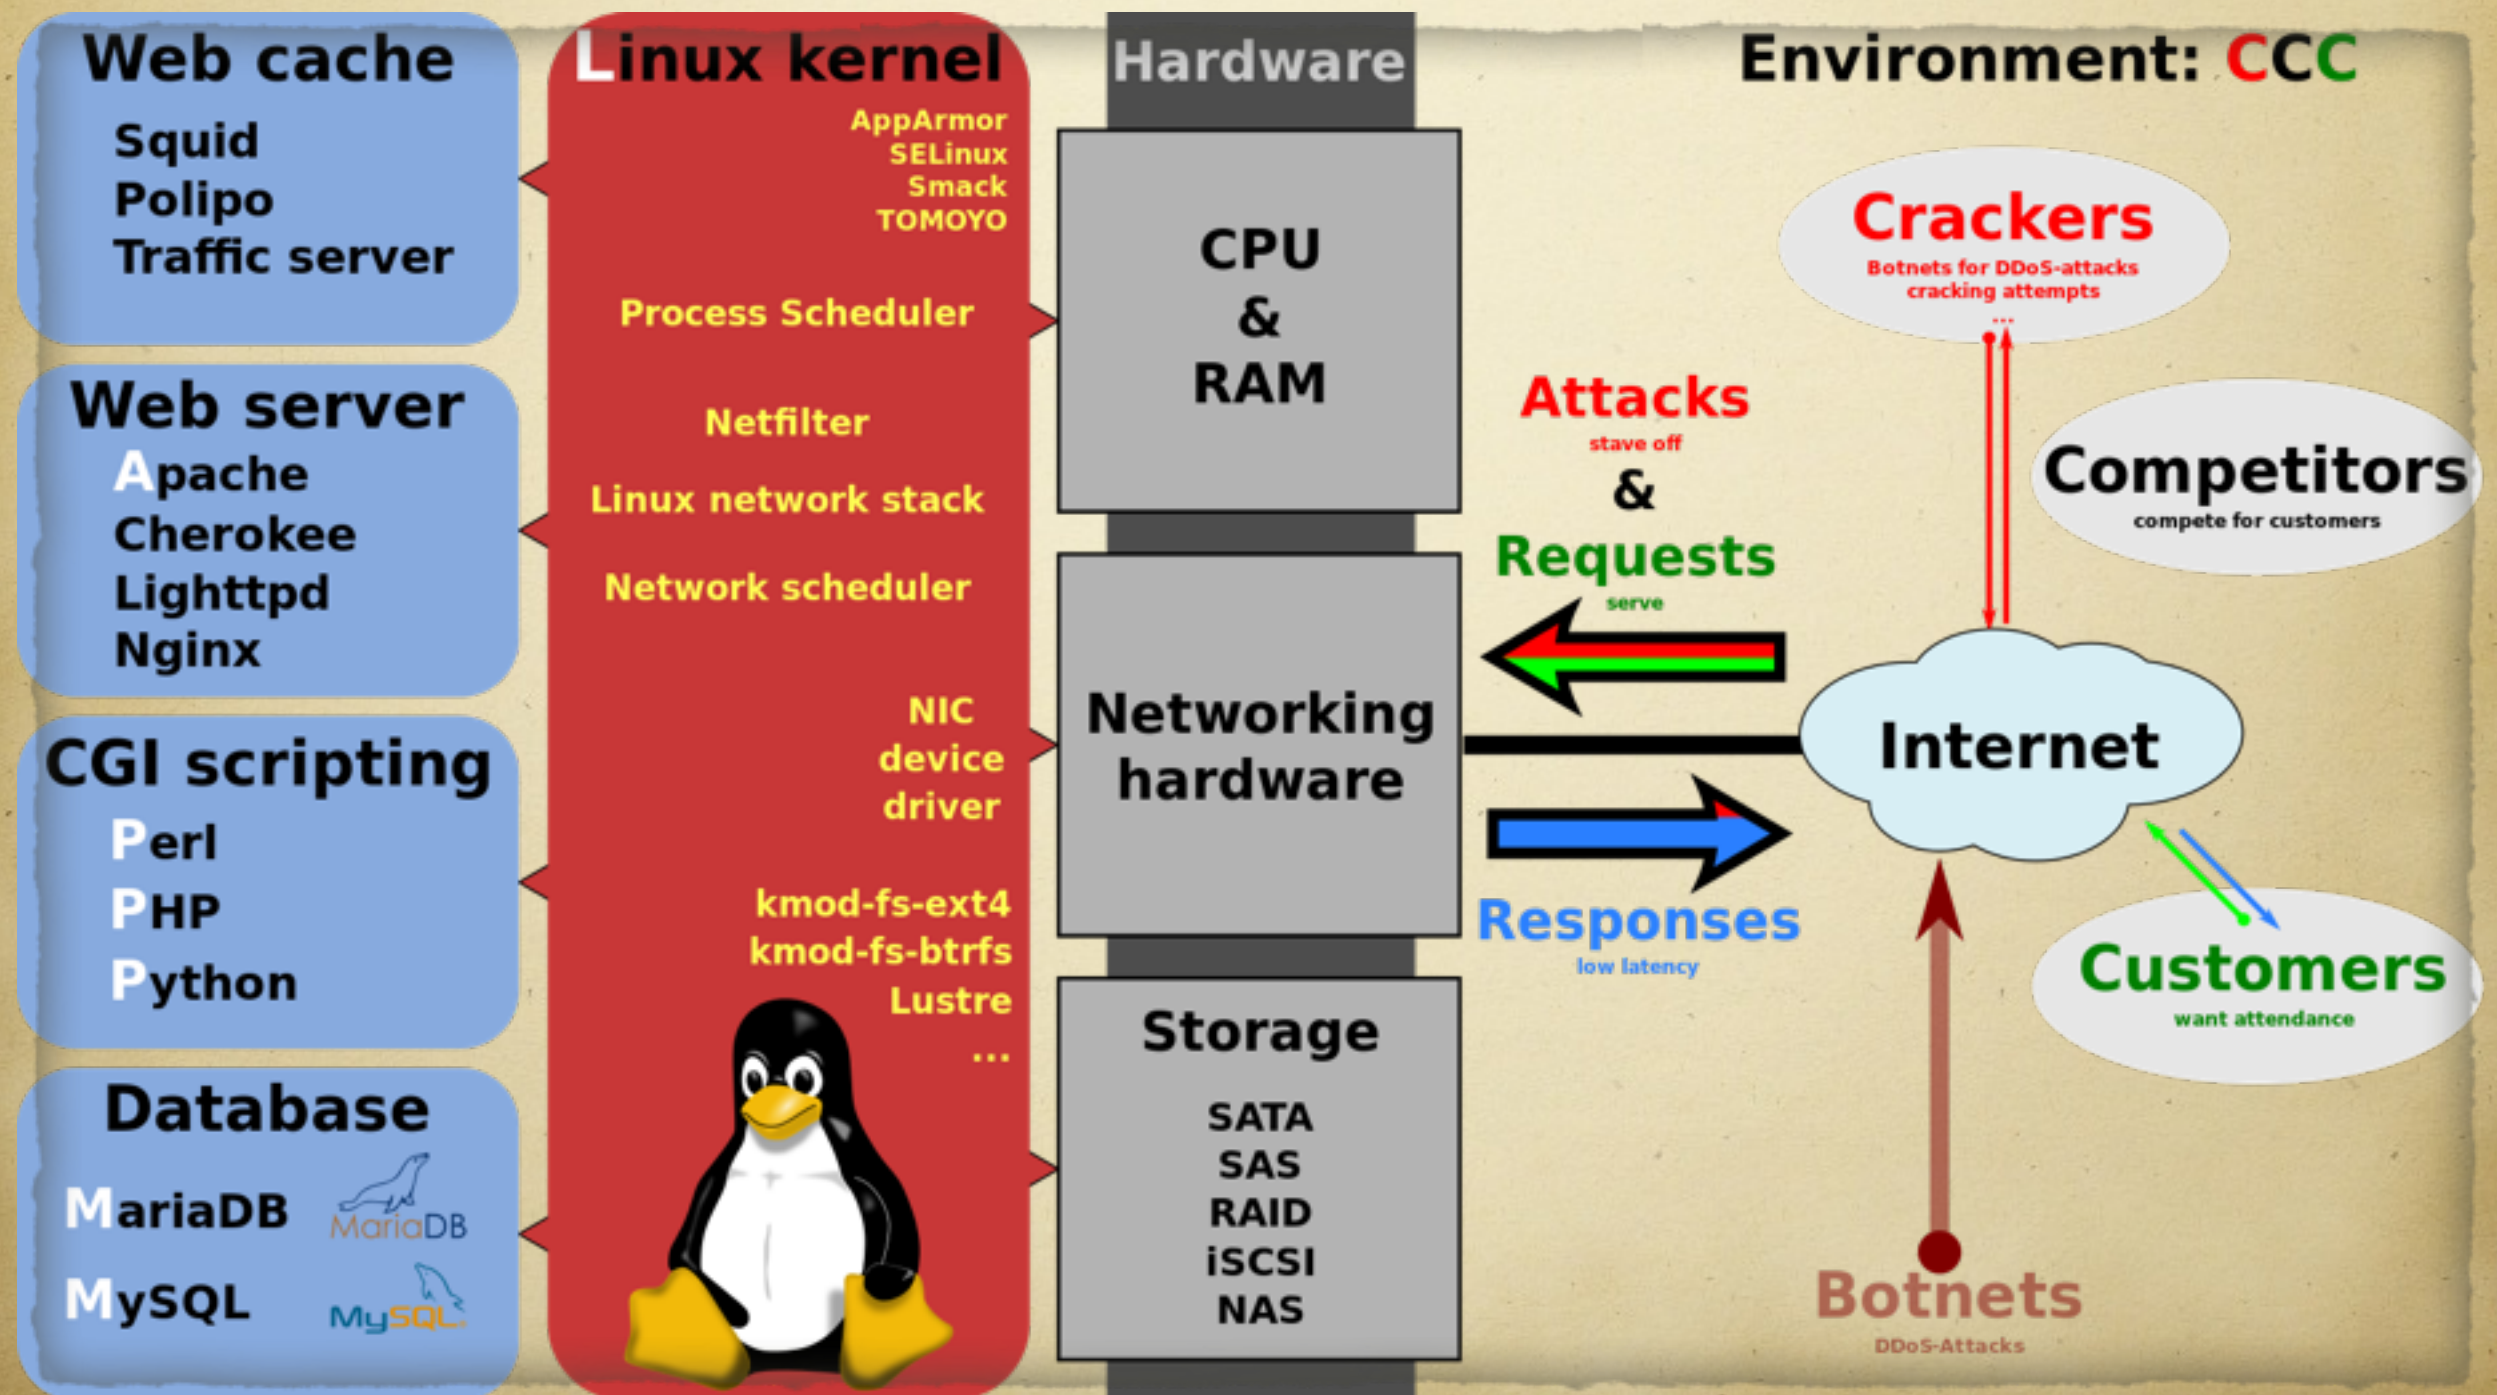 Web cache
Squid
Polipo
Traffic server
Web server
Apache
Cherokee
Lighttpd
Nginx
CGI scripting
Perl
PHP
Python
Database
MariaDB
MariaDB
MySQL
MySQL
Linux kernel
AppArmor
SELinux
Smack
TOMOYO
Process Scheduler
Netfilter
Linux network stack
Network scheduler
NIC
device
driver
kmod-fs-ext4
kmod-fs-btrfs
Lustre
...
Hardware
CPU
&
RAM
Networking
hardware
Storage
SATA
SAS
RAID
iSCSI
NAS
Environment: CCC
Crackers
Botnets for DDoS-attacks
cracking attempts
...
Attacks
stave off
&
Requests
serve
Competitors
compete for customers
Internet
Responses
low latency
Customers
want attendance
Botnets
DDoS-Attacks